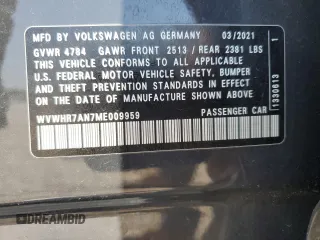 MFD BY VOLKSWAGEN AG GERMANY 03/2021
GVWR 4784 GAWR FRONT 2513 / REAR 2381 LBS
THIS VEHICLE CONFORMS TO ALL APPLICABLE
U.S. FEDERAL MOTOR VEHICLE SAFETY, BUMPER
AND THEFT PREVENTION STANDARDS IN EFFECT ON THE
DATE OF MANUFACTURE SHOWN ABOVE.
WVWHR7AN7ME009959 PASSENGER CAR
1330613 1
DREAMBID